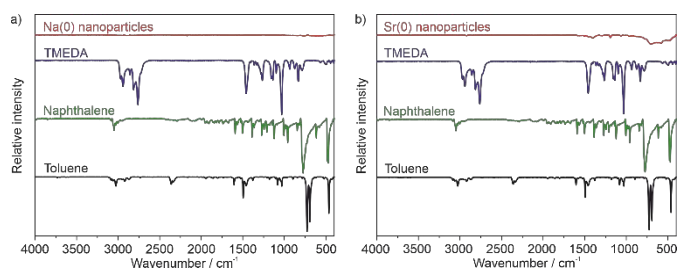 a)
Na(0) nanoparticles
TMEDA
Naphthalene
Toluene
Relative intensity
4000 3500 3000 2500 2000 1500 1000 500
Wavenumber / cm⁻¹
b)
Sr(0) nanoparticles
TMEDA
Naphthalene
Toluene
Relative intensity
4000 3500 3000 2500 2000 1500 1000 500
Wavenumber / cm⁻¹